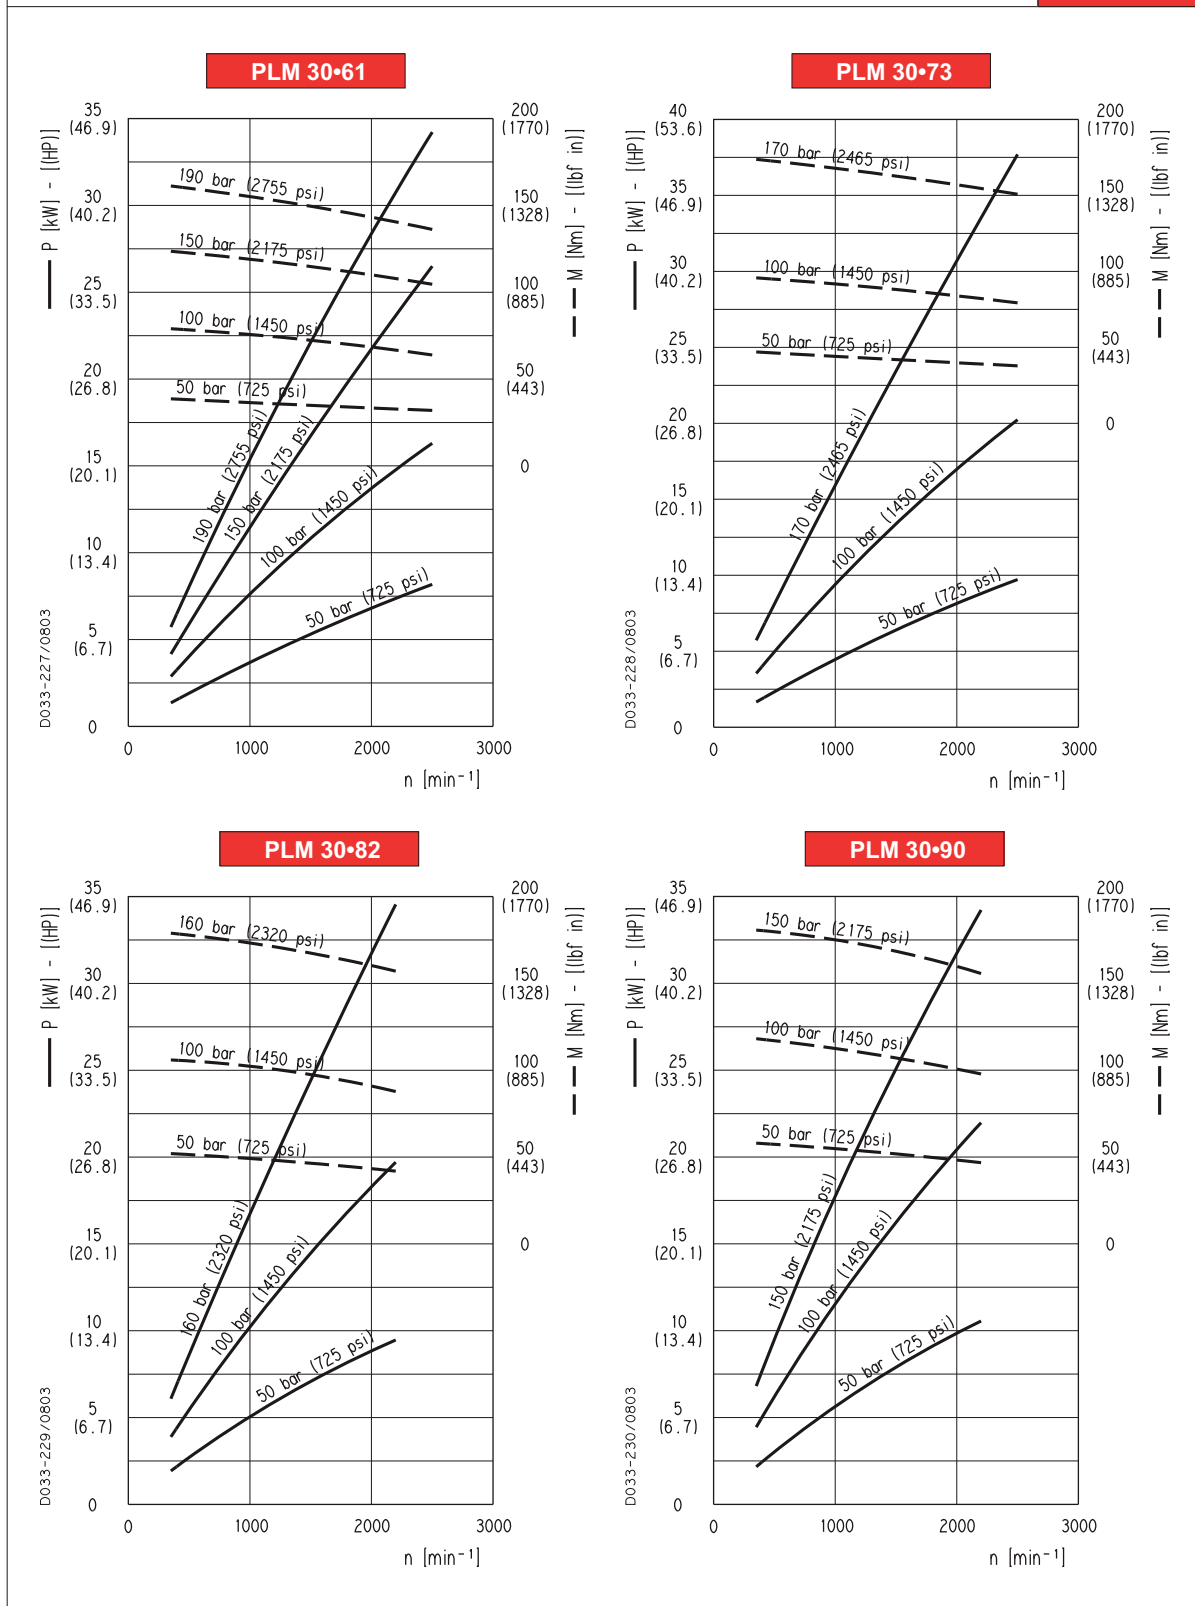 PLM 30•61
35
(46.9)
30
(40.2)
25
(33.5)
20
(26.8)
15
(20.1)
10
(13.4)
5
(6.7)
0
P [kW] - [(HP)]
D033-227/0803
190 bar (2755 psi)
150 bar (2175 psi)
100 bar (1450 psi)
50 bar (725 psi)
190 bar (2755 psi)
150 bar (2175 psi)
100 bar (1450 psi)
50 bar (725 psi)
200
(1770)
150
(1328)
100
(885)
50
(443)
0
M [Nm] - [(lbf in)]
0 1000 2000 3000
n [min⁻¹]
PLM 30•73
40
(53.6)
35
(46.9)
30
(40.2)
25
(33.5)
20
(26.8)
15
(20.1)
10
(13.4)
5
(6.7)
0
P [kW] - [(HP)]
D033-228/0803
170 bar (2465 psi)
100 bar (1450 psi)
50 bar (725 psi)
170 bar (2465 psi)
100 bar (1450 psi)
50 bar (725 psi)
200
(1770)
150
(1328)
100
(885)
50
(443)
0
M [Nm] - [(lbf in)]
0 1000 2000 3000
n [min⁻¹]
PLM 30•82
35
(46.9)
30
(40.2)
25
(33.5)
20
(26.8)
15
(20.1)
10
(13.4)
5
(6.7)
0
P [kW] - [(HP)]
D033-229/0803
160 bar (2320 psi)
100 bar (1450 psi)
50 bar (725 psi)
160 bar (2320 psi)
100 bar (1450 psi)
50 bar (725 psi)
200
(1770)
150
(1328)
100
(885)
50
(443)
0
M [Nm] - [(lbf in)]
0 1000 2000 3000
n [min⁻¹]
PLM 30•90
35
(46.9)
30
(40.2)
25
(33.5)
20
(26.8)
15
(20.1)
10
(13.4)
5
(6.7)
0
P [kW] - [(HP)]
D033-230/0803
150 bar (2175 psi)
100 bar (1450 psi)
50 bar (725 psi)
150 bar (2175 psi)
100 bar (1450 psi)
50 bar (725 psi)
200
(1770)
150
(1328)
100
(885)
50
(443)
0
M [Nm] - [(lbf in)]
0 1000 2000 3000
n [min⁻¹]